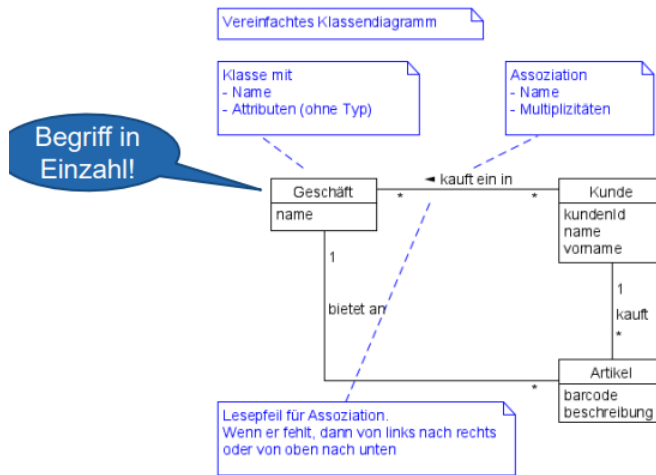 Vereinfachtes Klassendiagramm
Klasse mit
- Name
- Attributen (ohne Typ)
Assoziation
- Name
- Multiplizitäten
Begriff in
Einzahl!
Geschäft
name
◄ kauft ein in
*
*
Kunde
kundenId
name
vorname
1
bietet an
*
1
kauft
*
Artikel
barcode
beschreibung
Lesepfeil für Assoziation.
Wenn er fehlt, dann von links nach rechts
oder von oben nach unten